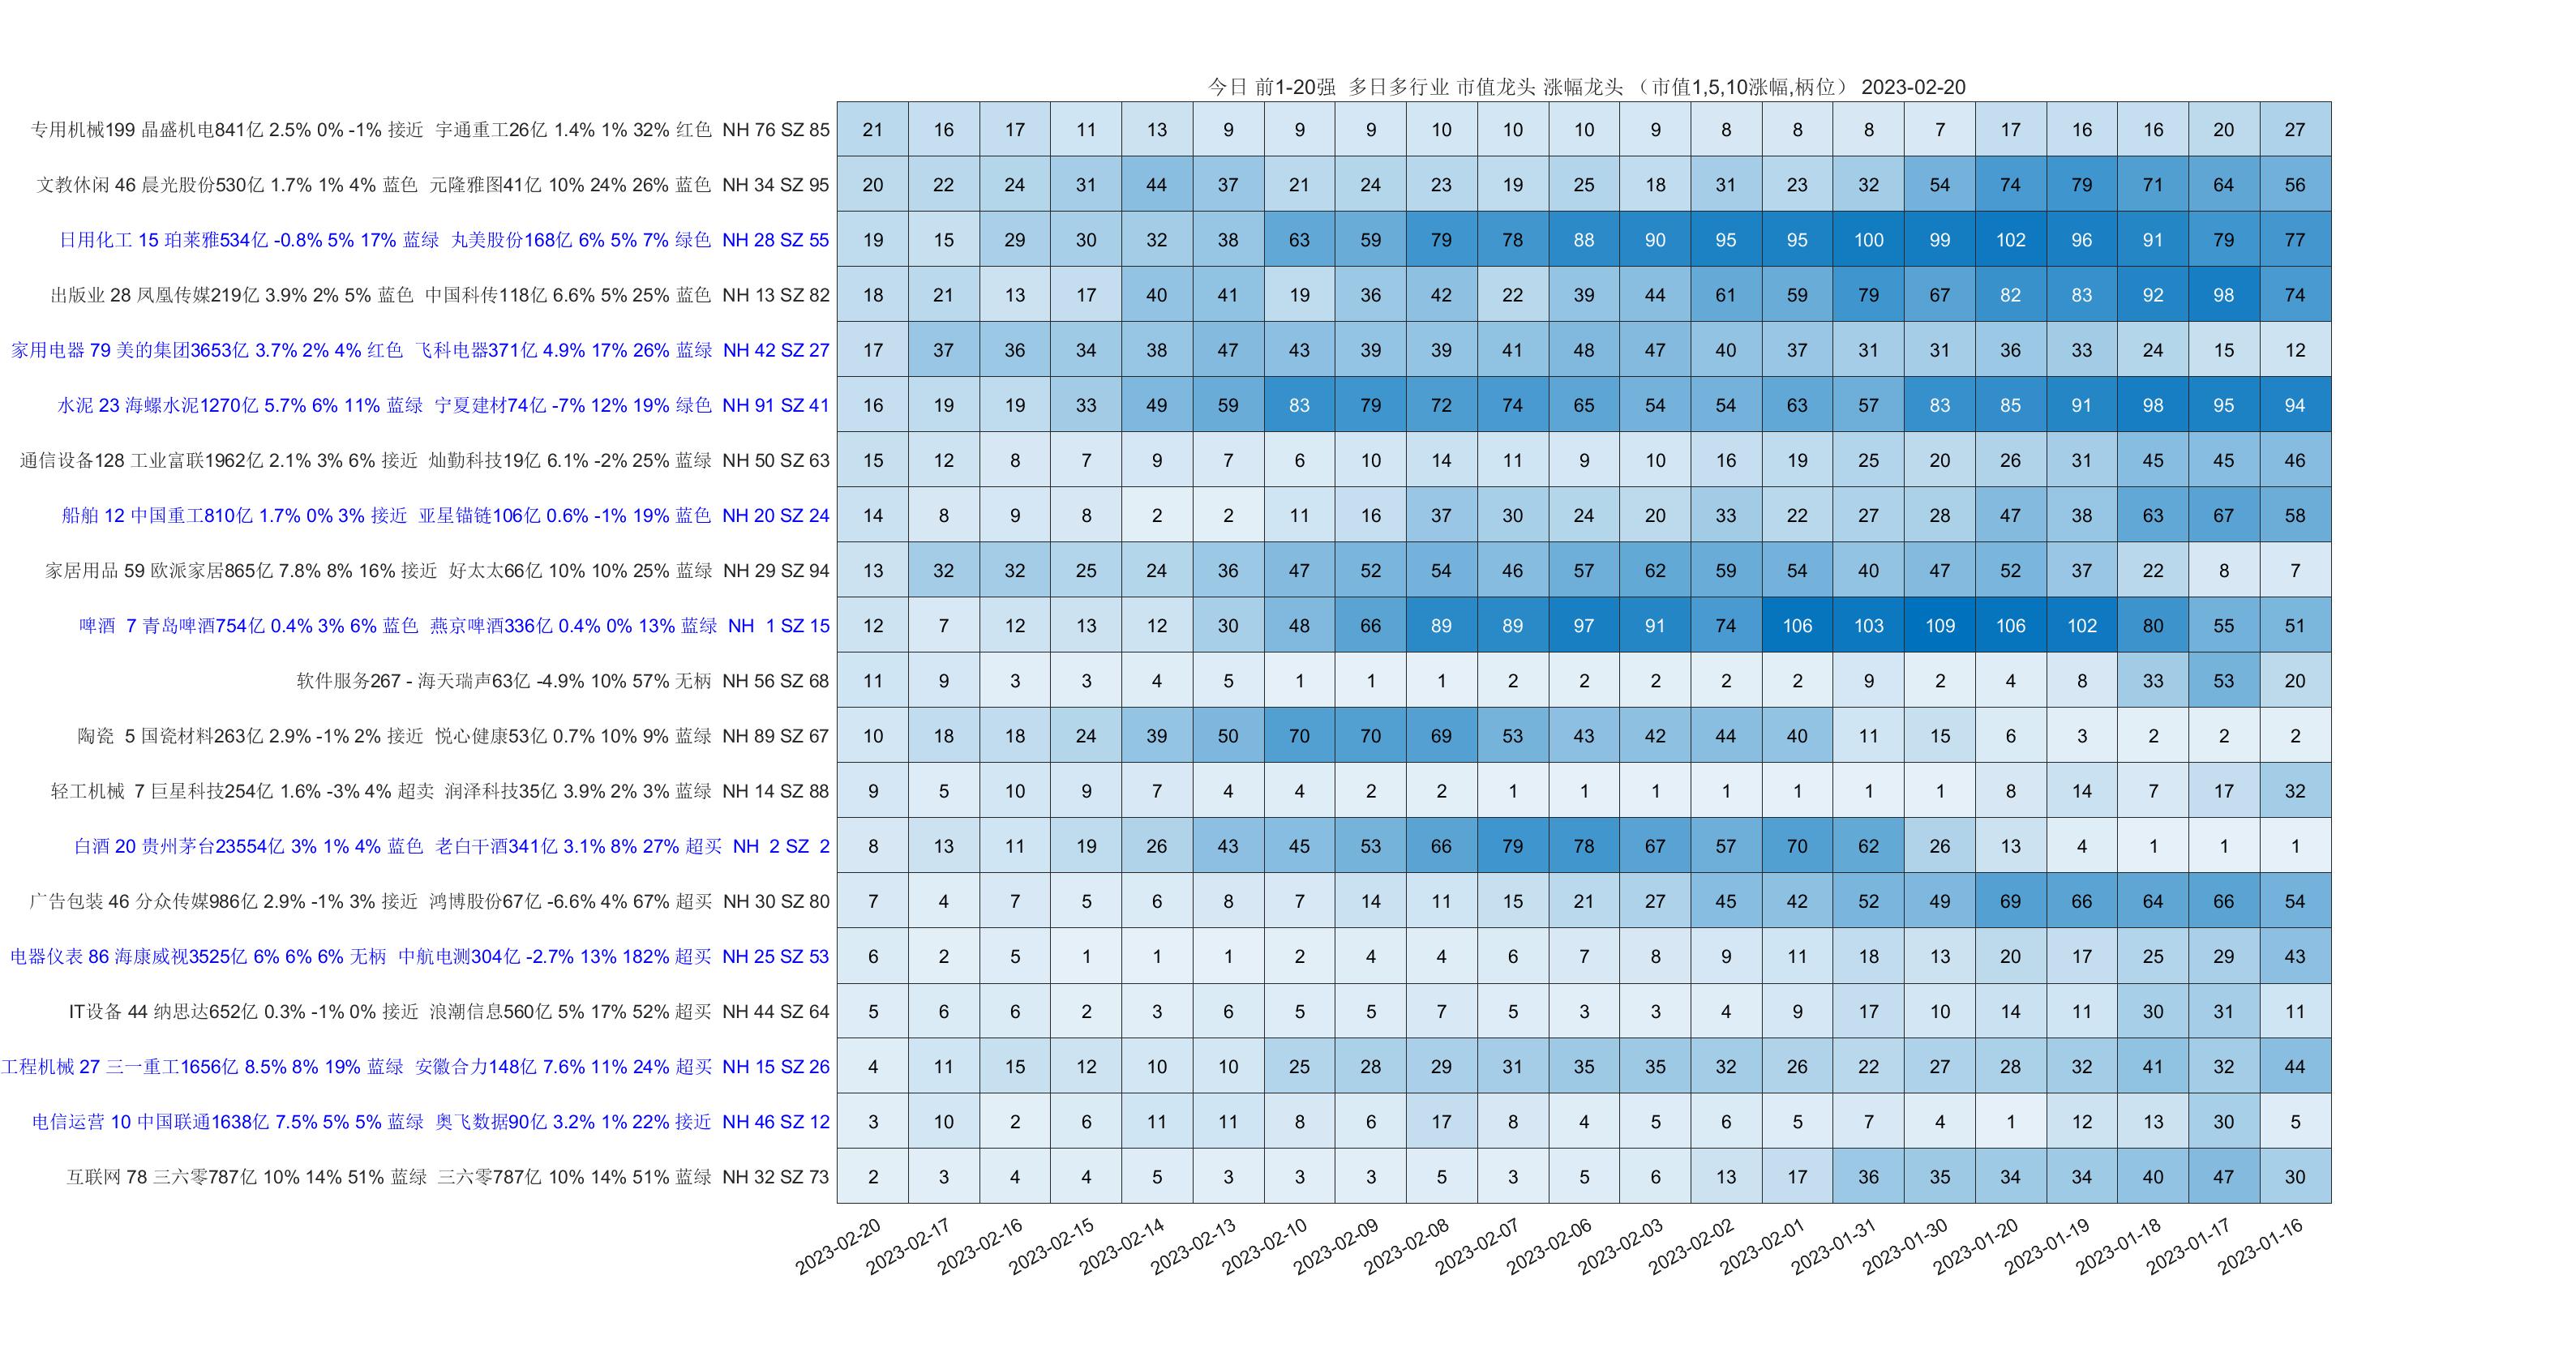 今日 前1-20强 多日多行业 市值龙头 涨幅龙头 （市值1,5,10涨幅,柄位） 2023-02-20
专用机械199 晶盛机电841亿 2.5% 0% -1% 接近 宇通重工26亿 1.4% 1% 32% 红色 NH 76 SZ 85 21 16 17 11 13 9 9 9 10 10 10 9 8 8 8 7 17 16 16 20 27
文教休闲 46 晨光股份530亿 1.7% 1% 4% 蓝色 元隆雅图41亿 10% 24% 26% 蓝色 NH 34 SZ 95 20 22 24 31 44 37 21 24 23 19 25 18 31 23 32 54 74 79 71 64 56
日用化工 15 珀莱雅534亿 -0.8% 5% 17% 蓝绿 丸美股份168亿 6% 5% 7% 绿色 NH 28 SZ 55 19 15 29 30 32 38 63 59 79 78 88 90 95 95 100 99 102 96 91 79 77
出版业 28 凤凰传媒219亿 3.9% 2% 5% 蓝色 中国科传118亿 6.6% 5% 25% 蓝色 NH 13 SZ 82 18 21 13 17 40 41 19 36 42 22 39 44 61 59 79 67 82 83 92 98 74
家用电器 79 美的集团3653亿 3.7% 2% 4% 红色 飞科电器371亿 4.9% 17% 26% 蓝绿 NH 42 SZ 27 17 37 36 34 38 47 43 39 39 41 48 47 40 37 31 31 36 33 24 15 12
水泥 23 海螺水泥1270亿 5.7% 6% 11% 蓝绿 宁夏建材74亿 -7% 12% 19% 绿色 NH 91 SZ 41 16 19 19 33 49 59 83 79 72 74 65 54 54 63 57 83 85 91 98 95 94
通信设备128 工业富联1962亿 2.1% 3% 6% 接近 灿勤科技19亿 6.1% -2% 25% 蓝绿 NH 50 SZ 63 15 12 8 7 9 7 6 10 14 11 9 10 16 19 25 20 26 31 45 45 46
船舶 12 中国重工810亿 1.7% 0% 3% 接近 亚星锚链106亿 0.6% -1% 19% 蓝色 NH 20 SZ 24 14 8 9 8 2 2 11 16 37 30 24 20 33 22 27 28 47 38 63 67 58
家居用品 59 欧派家居865亿 7.8% 8% 16% 接近 好太太66亿 10% 10% 25% 蓝绿 NH 29 SZ 94 13 32 32 25 24 36 47 52 54 46 57 62 59 54 40 47 52 37 22 8 7
啤酒 7 青岛啤酒754亿 0.4% 3% 6% 蓝色 燕京啤酒336亿 0.4% 0% 13% 蓝绿 NH 1 SZ 15 12 7 12 13 12 30 48 66 89 89 97 91 74 106 103 109 106 102 80 55 51
软件服务267 - 海天瑞声63亿 -4.9% 10% 57% 无柄 NH 56 SZ 68 11 9 3 3 4 5 1 1 1 2 2 2 2 2 9 2 4 8 33 53 20
陶瓷 5 国瓷材料263亿 2.9% -1% 2% 接近 悦心健康53亿 0.7% 10% 9% 蓝绿 NH 89 SZ 67 10 18 18 24 39 50 70 70 69 53 43 42 44 40 11 15 6 3 2 2 2
轻工机械 7 巨星科技254亿 1.6% -3% 4% 超卖 润泽科技35亿 3.9% 2% 3% 蓝绿 NH 14 SZ 88 9 5 10 9 7 4 4 2 2 1 1 1 1 1 1 1 8 14 7 17 32
白酒 20 贵州茅台23554亿 3% 1% 4% 蓝色 老白干酒341亿 3.1% 8% 27% 超买 NH 2 SZ 2 8 13 11 19 26 43 45 53 66 79 78 67 57 70 62 26 13 4 1 1 1
广告包装 46 分众传媒986亿 2.9% -1% 3% 接近 鸿博股份67亿 -6.6% 4% 67% 超买 NH 30 SZ 80 7 4 7 5 6 8 7 14 11 15 21 27 45 42 52 49 69 66 64 66 54
电器仪表 86 海康威视3525亿 6% 6% 6% 无柄 中航电测304亿 -2.7% 13% 182% 超买 NH 25 SZ 53 6 2 5 1 1 1 2 4 4 6 7 8 9 11 18 13 20 17 25 29 43
IT设备 44 纳思达652亿 0.3% -1% 0% 接近 浪潮信息560亿 5% 17% 52% 超买 NH 44 SZ 64 5 6 6 2 3 6 5 5 7 5 3 3 4 9 17 10 14 11 30 31 11
工程机械 27 三一重工1656亿 8.5% 8% 19% 蓝绿 安徽合力148亿 7.6% 11% 24% 超买 NH 15 SZ 26 4 11 15 12 10 10 25 28 29 31 35 35 32 26 22 27 28 32 41 32 44
电信运营 10 中国联通1638亿 7.5% 5% 5% 蓝绿 奥飞数据90亿 3.2% 1% 22% 接近 NH 46 SZ 12 3 10 2 6 11 11 8 6 17 8 4 5 6 5 7 4 1 12 13 30 5
互联网 78 三六零787亿 10% 14% 51% 蓝绿 三六零787亿 10% 14% 51% 蓝绿 NH 32 SZ 73 2 3 4 4 5 3 3 3 5 3 5 6 13 17 36 35 34 34 40 47 30
2023-02-20 2023-02-17 2023-02-16 2023-02-15 2023-02-14 2023-02-13 2023-02-10 2023-02-09 2023-02-08 2023-02-07 2023-02-06 2023-02-03 2023-02-02 2023-02-01 2023-01-31 2023-01-30 2023-01-20 2023-01-19 2023-01-18 2023-01-17 2023-01-16